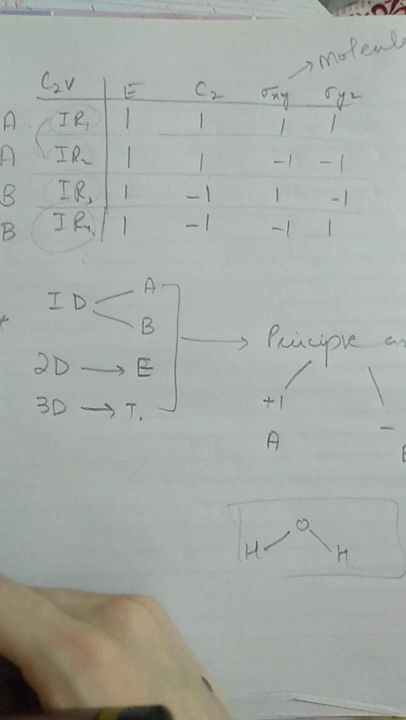 → Molecule
C2V E C2 σxy σyz
A IR1 1 1 1 1
A IR2 1 1 -1 -1
B IR3 1 -1 1 -1
B IR4 1 -1 -1 1
1D A
B
→ Principle
2D → E
3D → T.
+1 -
A
O
H H